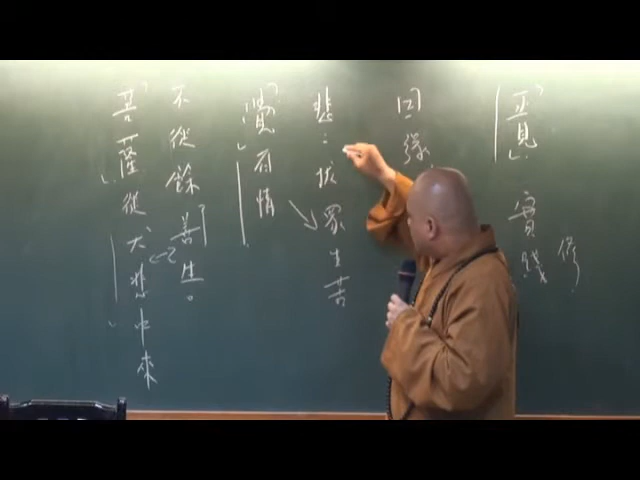 「正見」
實踐 修
因緣
悲：拔眾生苦
「覺」有情
不從餘善生。
「菩薩」從「大悲」中來